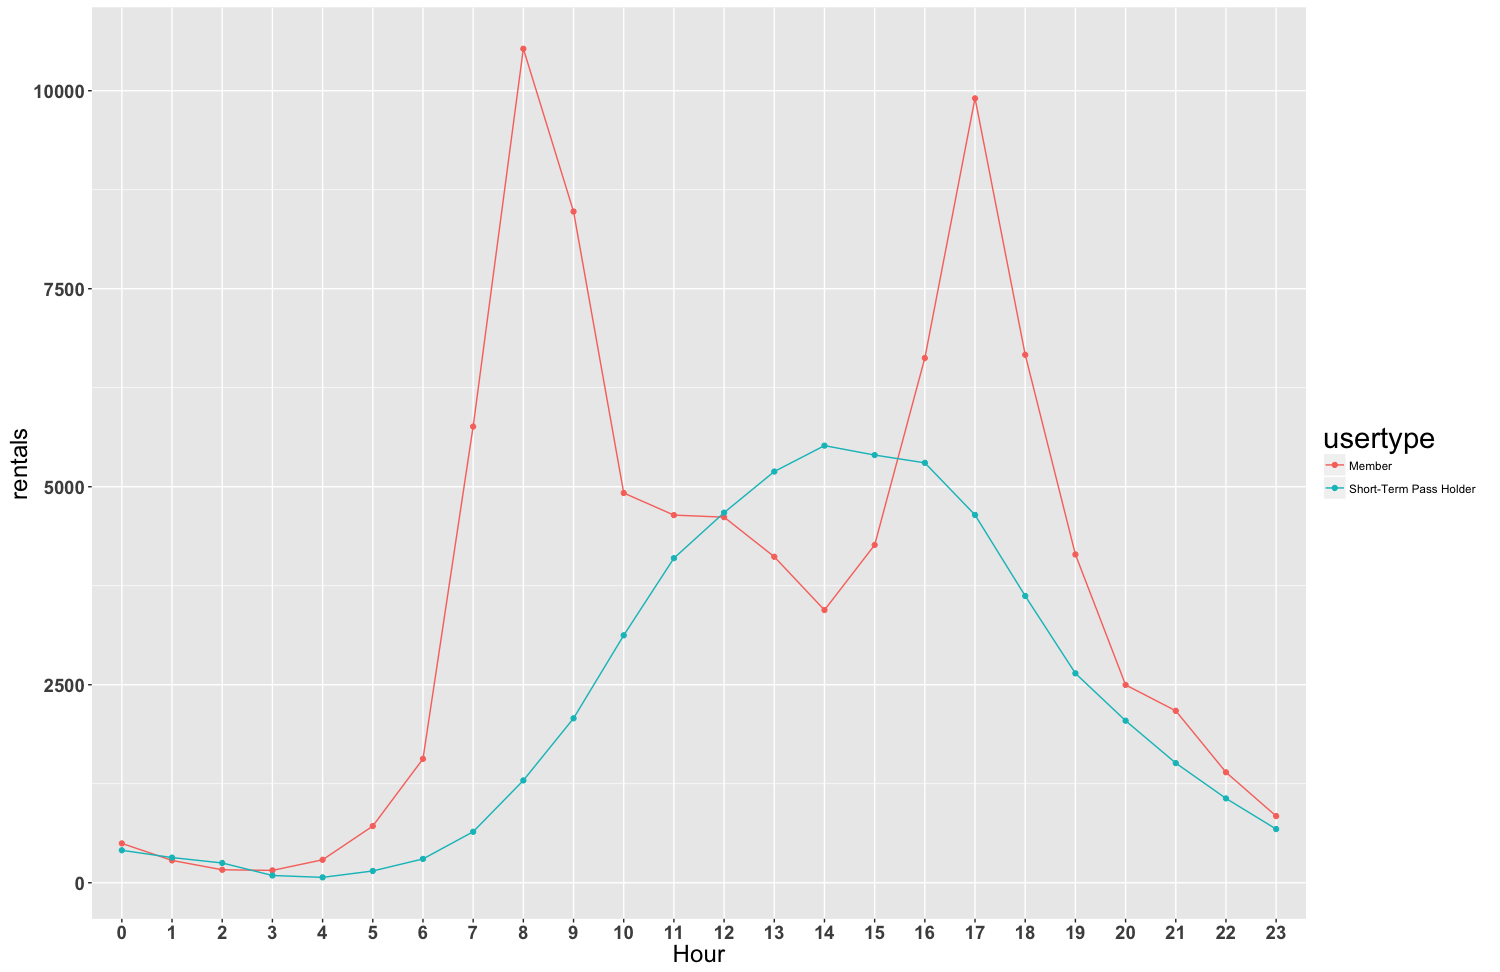 rentals
10000
7500
5000
2500
0
0 1 2 3 4 5 6 7 8 9 10 11 12 13 14 15 16 17 18 19 20 21 22 23
Hour
usertype
Member
Short-Term Pass Holder